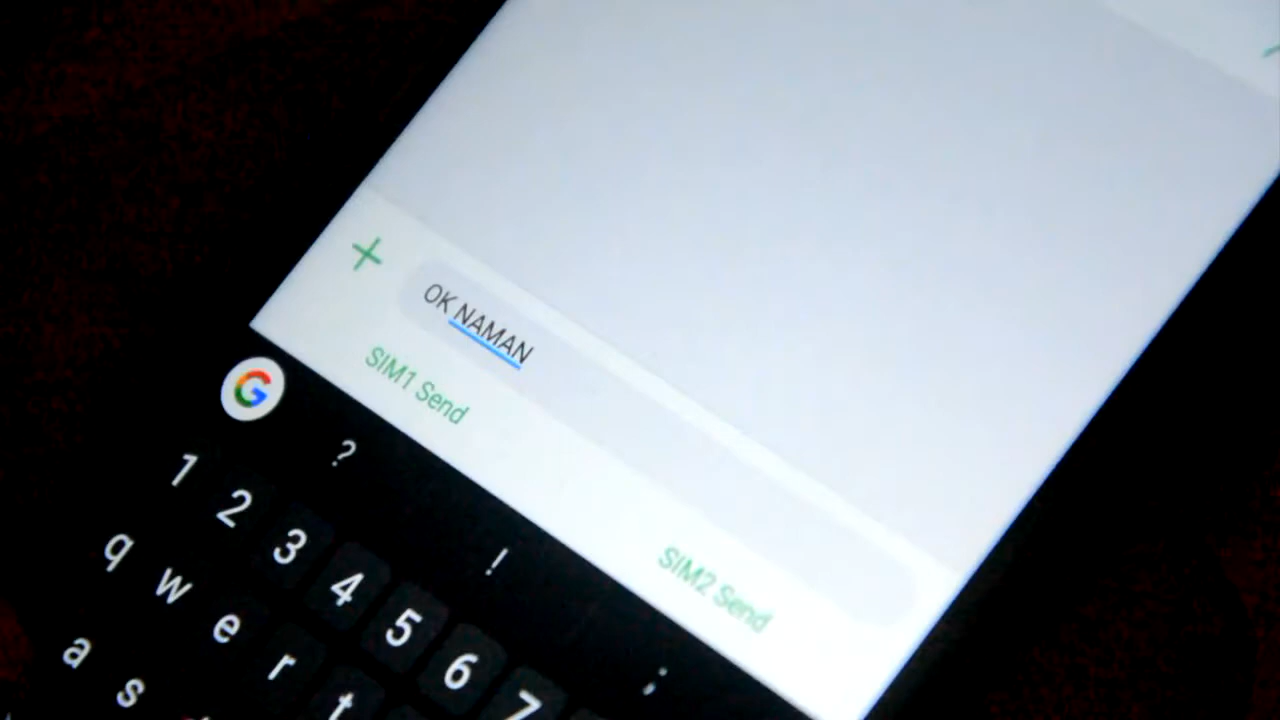 OK NAMAN
SIM1 Send
SIM2 Send
G
? ! ;
1 2 3 4 5 6 7
q w e r t
a s